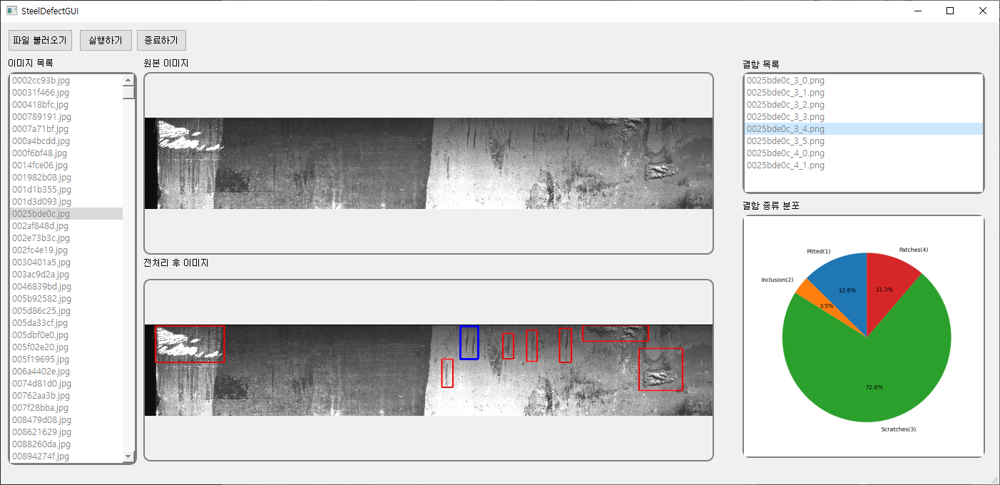 SteelDefectGUI
파일 불러오기
실행하기
종료하기
이미지 목록
0002cc93b.jpg
00031f466.jpg
000418bfc.jpg
000789191.jpg
0007a71bf.jpg
000a4bcdd.jpg
000f6bf48.jpg
0014fce06.jpg
001982b08.jpg
001d1b355.jpg
001d3d093.jpg
0025bde0c.jpg
002af848d.jpg
002e73b3c.jpg
002fc4e19.jpg
0030401a5.jpg
003ac9d2a.jpg
0046839bd.jpg
005b92582.jpg
005d86c25.jpg
005da33cf.jpg
005dbf0e0.jpg
005f02e20.jpg
005f19695.jpg
006a4402e.jpg
0074d81d0.jpg
00762aa3b.jpg
007f28bba.jpg
008479d08.jpg
008621629.jpg
0088260da.jpg
00894274f.jpg
원본 이미지
전처리 후 이미지
결함 목록
0025bde0c_3_0.png
0025bde0c_3_1.png
0025bde0c_3_2.png
0025bde0c_3_3.png
0025bde0c_3_4.png
0025bde0c_3_5.png
0025bde0c_4_0.png
0025bde0c_4_1.png
결함 종류 분포
Pitted(1)
Patches(4)
Inclusion(2)
12.6%
11.3%
3.5%
72.6%
Scratches(3)